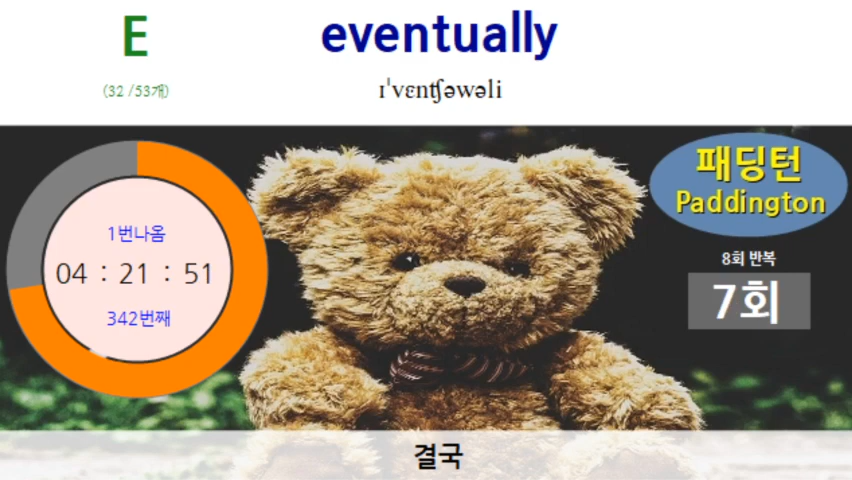 E
(32 /53개)
eventually
ɪˈvɛntʃəwəli
1번나옴
04 : 21 : 51
342번째
패딩턴
Paddington
8회 반복
7회
결국